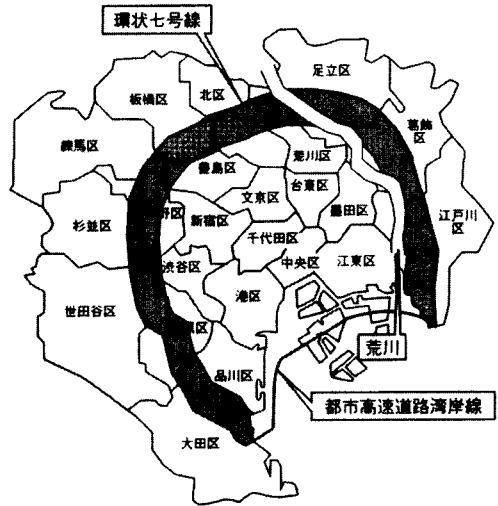 環状七号線
足立区
北区
板橋区
葛飾区
練馬区
荒川区
豊島区
台東区
文京区
墨田区
江戸川
区
杉並区
野区
新宿区
千代田区
渋谷区
中央区
江東区
港区
世田谷区
黒区
荒川
品川区
都市高速道路湾岸線
大田区